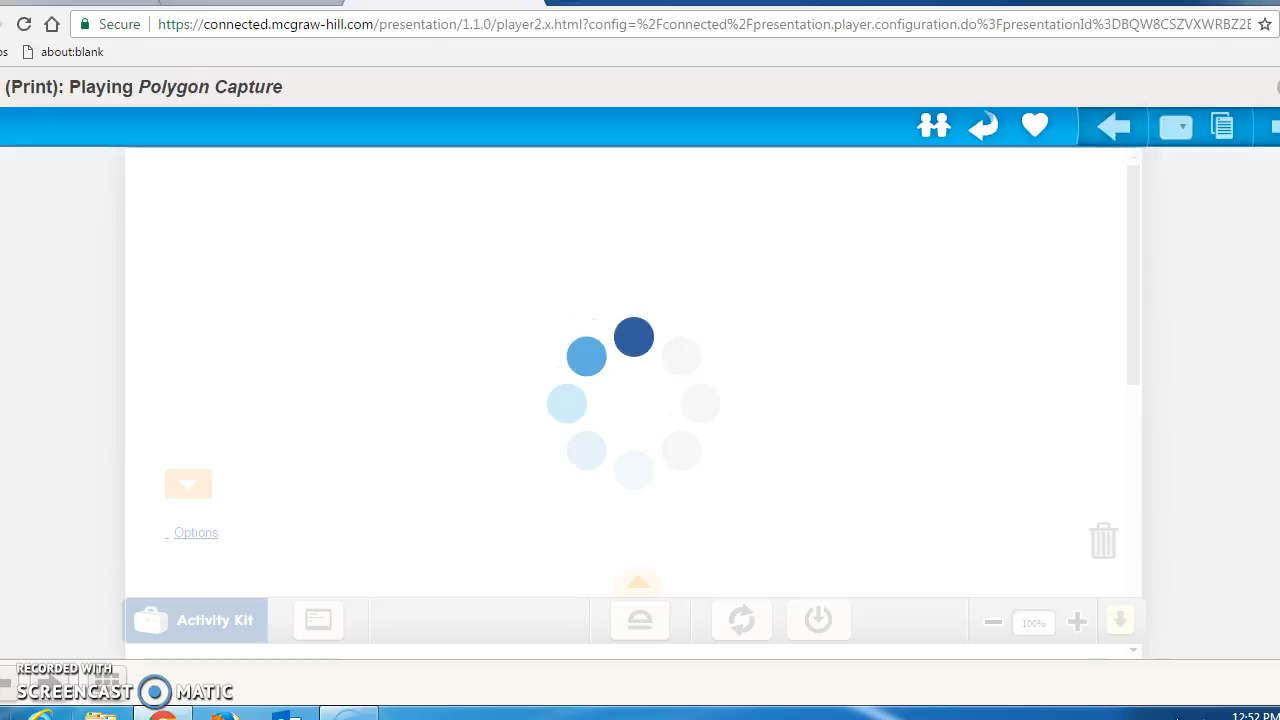 Secure https://connected.mcgraw-hill.com/presentation/1.1.0/player2.x.html?config=%2Fconnected%2Fpresentation.player.configuration.do%3FpresentationId%3DBQW8CSZVXWRBZ2E
ps about:blank
(Print): Playing Polygon Capture
Options
Activity Kit
100%
RECORDED WITH
SCREENCAST MATIC
12:52 PM